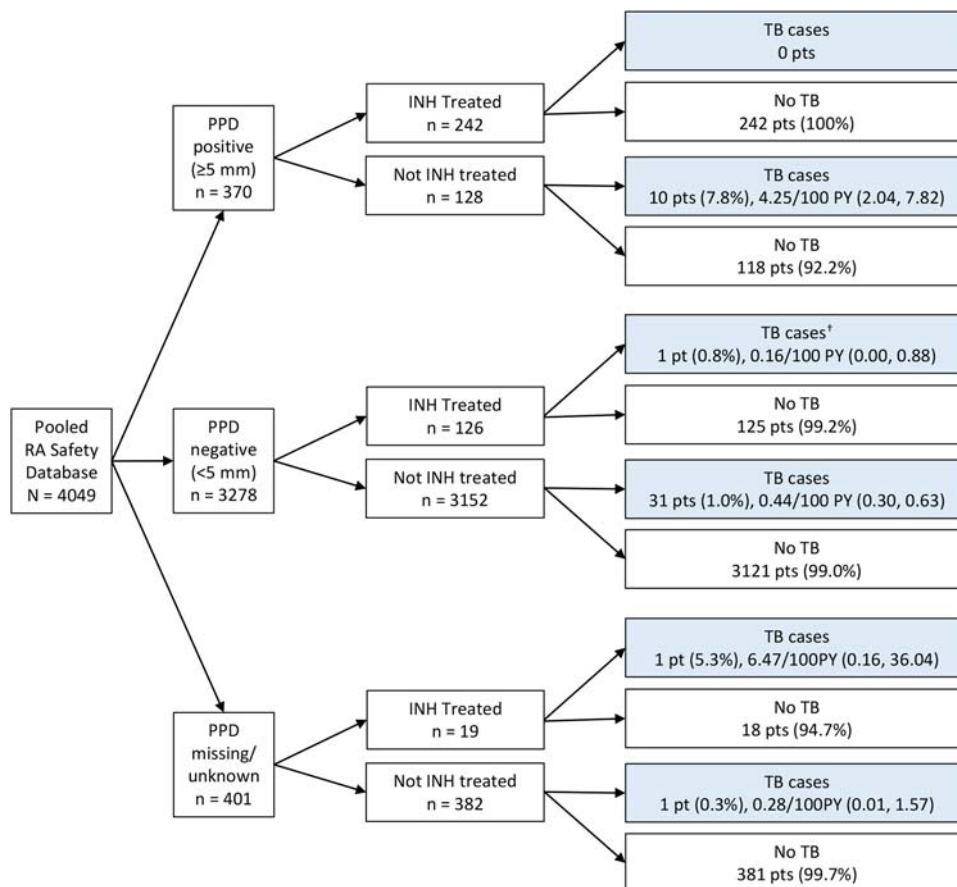 Pooled
RA Safety
Database
N = 4049
PPD
positive
(≥5 mm)
n = 370
INH Treated
n = 242
TB cases
0 pts
No TB
242 pts (100%)
Not INH treated
n = 128
TB cases
10 pts (7.8%), 4.25/100 PY (2.04, 7.82)
No TB
118 pts (92.2%)
PPD
negative
(<5 mm)
n = 3278
INH Treated
n = 126
TB cases†
1 pt (0.8%), 0.16/100 PY (0.00, 0.88)
No TB
125 pts (99.2%)
Not INH treated
n = 3152
TB cases
31 pts (1.0%), 0.44/100 PY (0.30, 0.63)
No TB
3121 pts (99.0%)
PPD
missing/
unknown
n = 401
INH Treated
n = 19
TB cases
1 pt (5.3%), 6.47/100PY (0.16, 36.04)
No TB
18 pts (94.7%)
Not INH treated
n = 382
TB cases
1 pt (0.3%), 0.28/100PY (0.01, 1.57)
No TB
381 pts (99.7%)